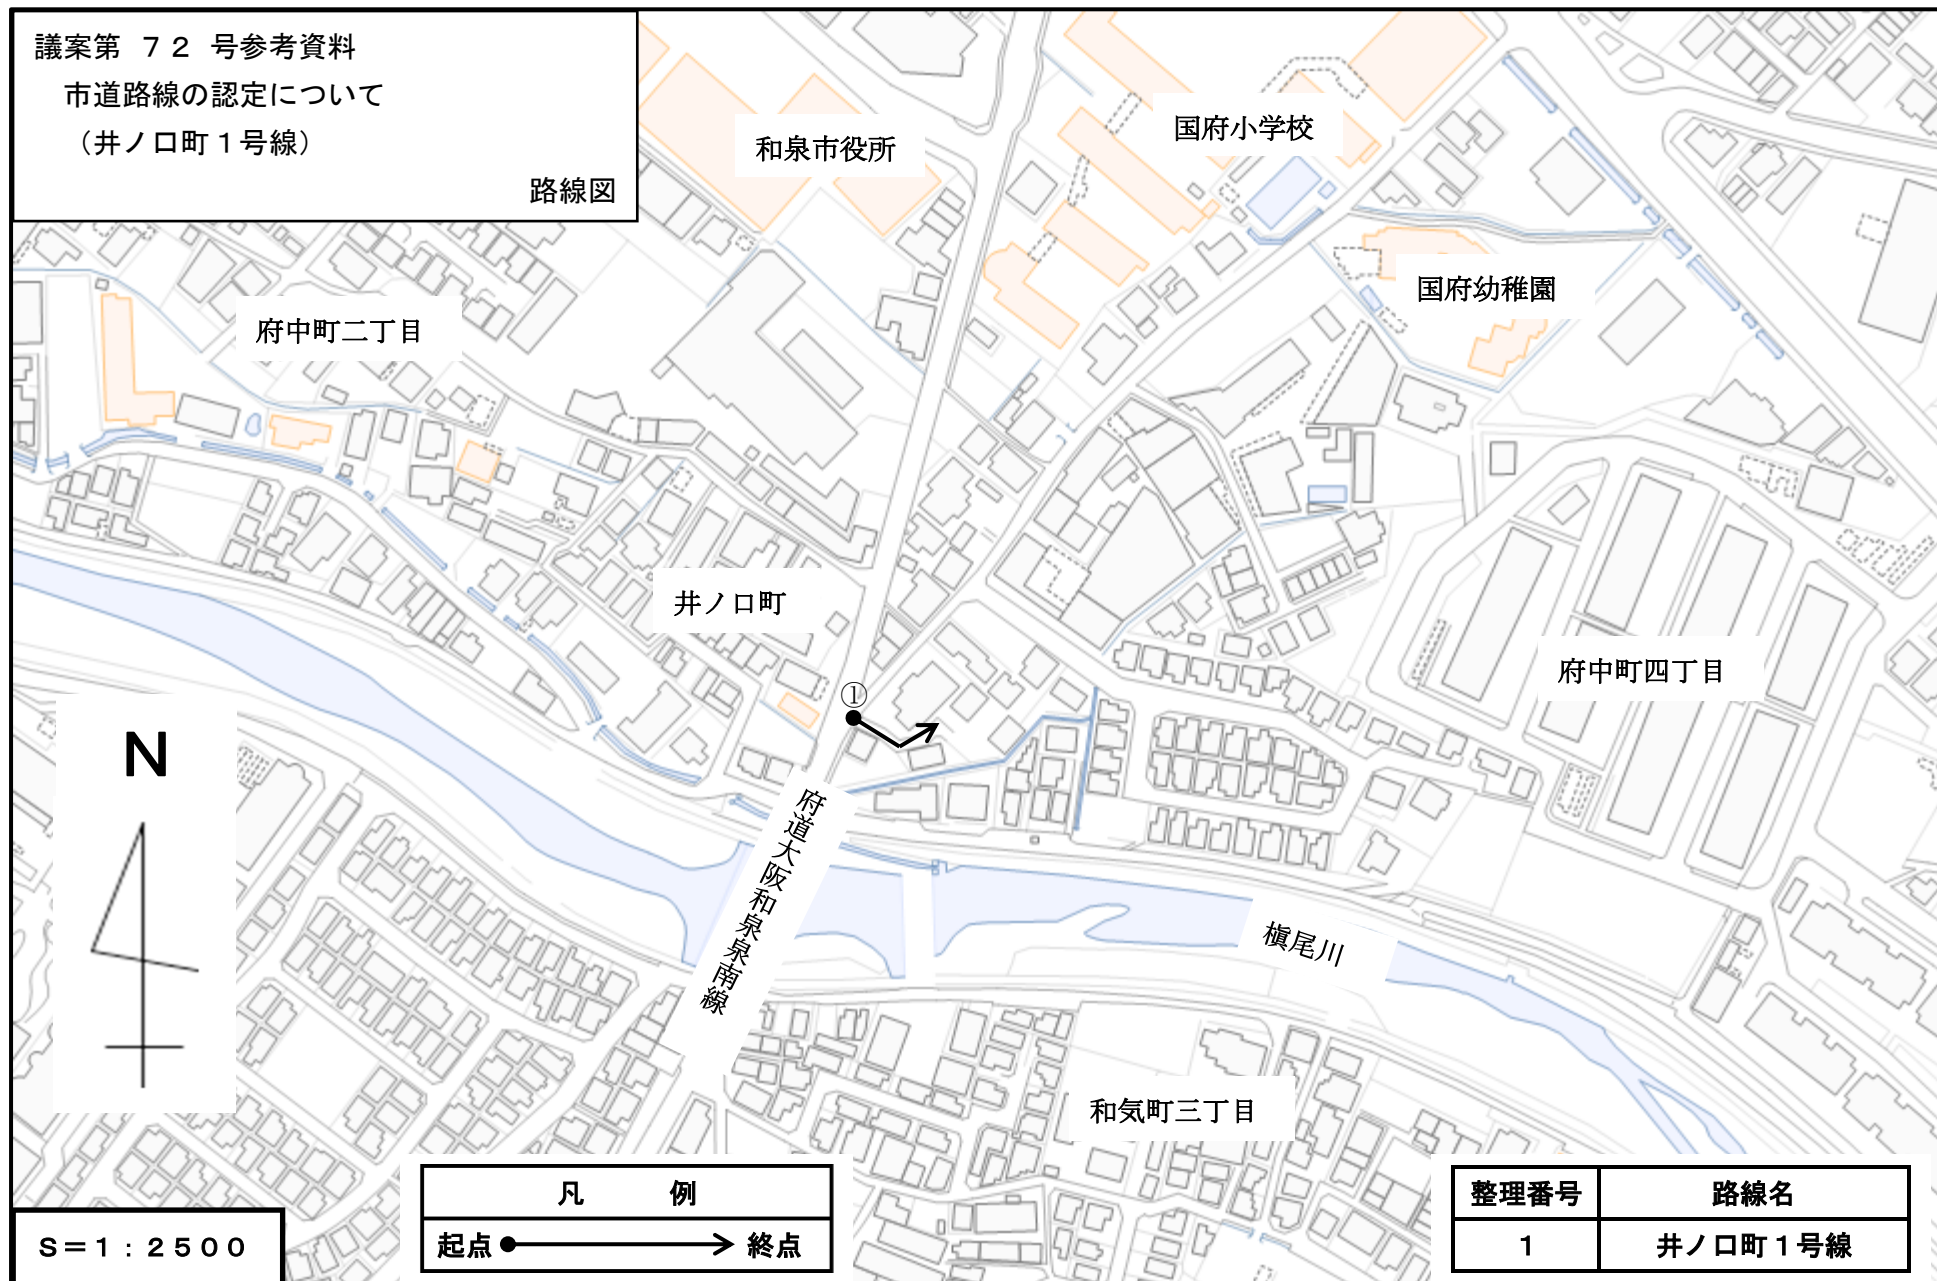 議案第 ７２ 号参考資料
市道路線の認定について
（井ノ口町１号線）
路線図
和泉市役所
国府小学校
国府幼稚園
府中町二丁目
井ノ口町
府中町四丁目
①
N
府道大阪和泉泉南線
槇尾川
和気町三丁目
凡 例
起点 終点
整理番号 路線名
1 井ノ口町１号線
S＝１：２５００